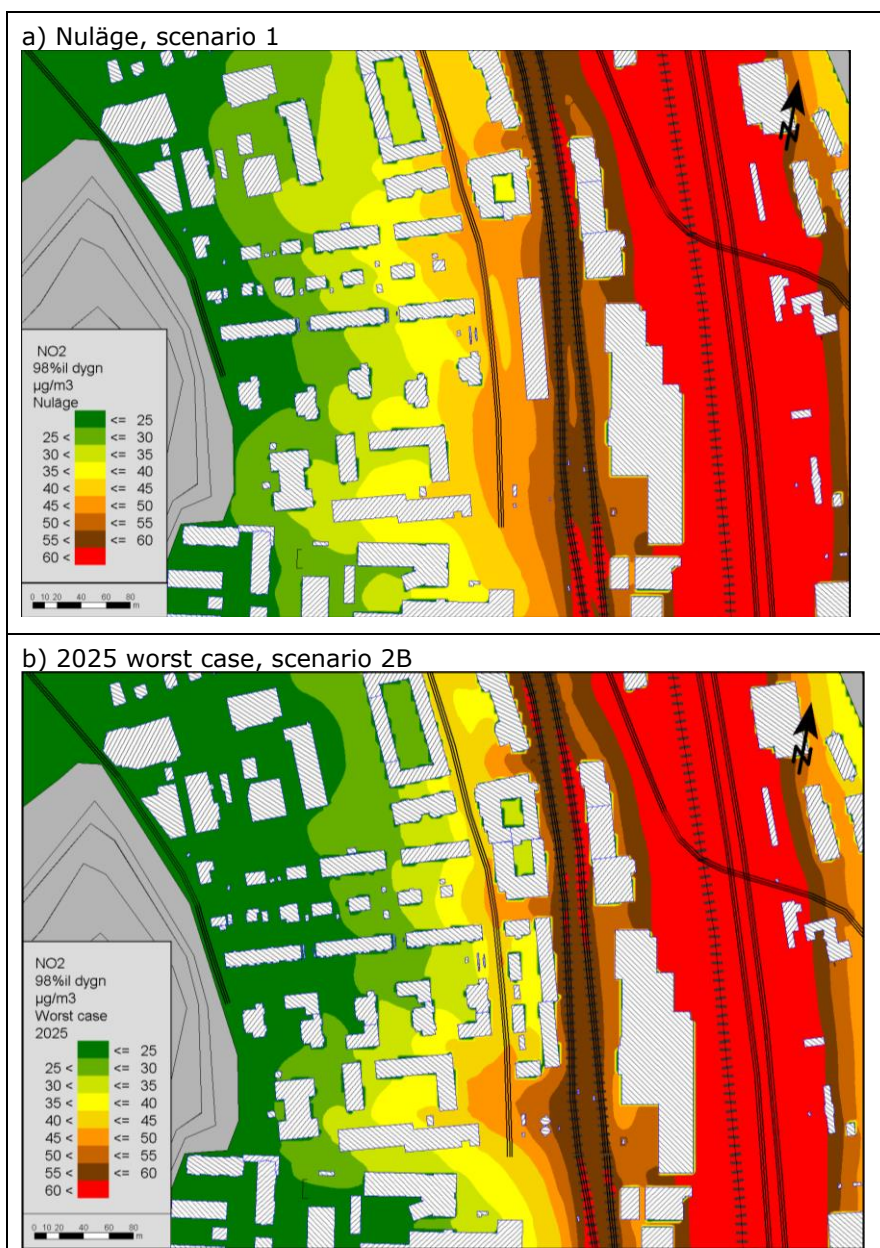 a) Nuläge, scenario 1
N
NO2
98%il dygn
µg/m3
Nuläge
<= 25
25 < <= 30
30 < <= 35
35 < <= 40
40 < <= 45
45 < <= 50
50 < <= 55
55 < <= 60
60 <
0 10 20 40 60 80
m
b) 2025 worst case, scenario 2B
N
NO2
98%il dygn
µg/m3
Worst case
2025
<= 25
25 < <= 30
30 < <= 35
35 < <= 40
40 < <= 45
45 < <= 50
50 < <= 55
55 < <= 60
60 <
0 10 20 40 60 80
m